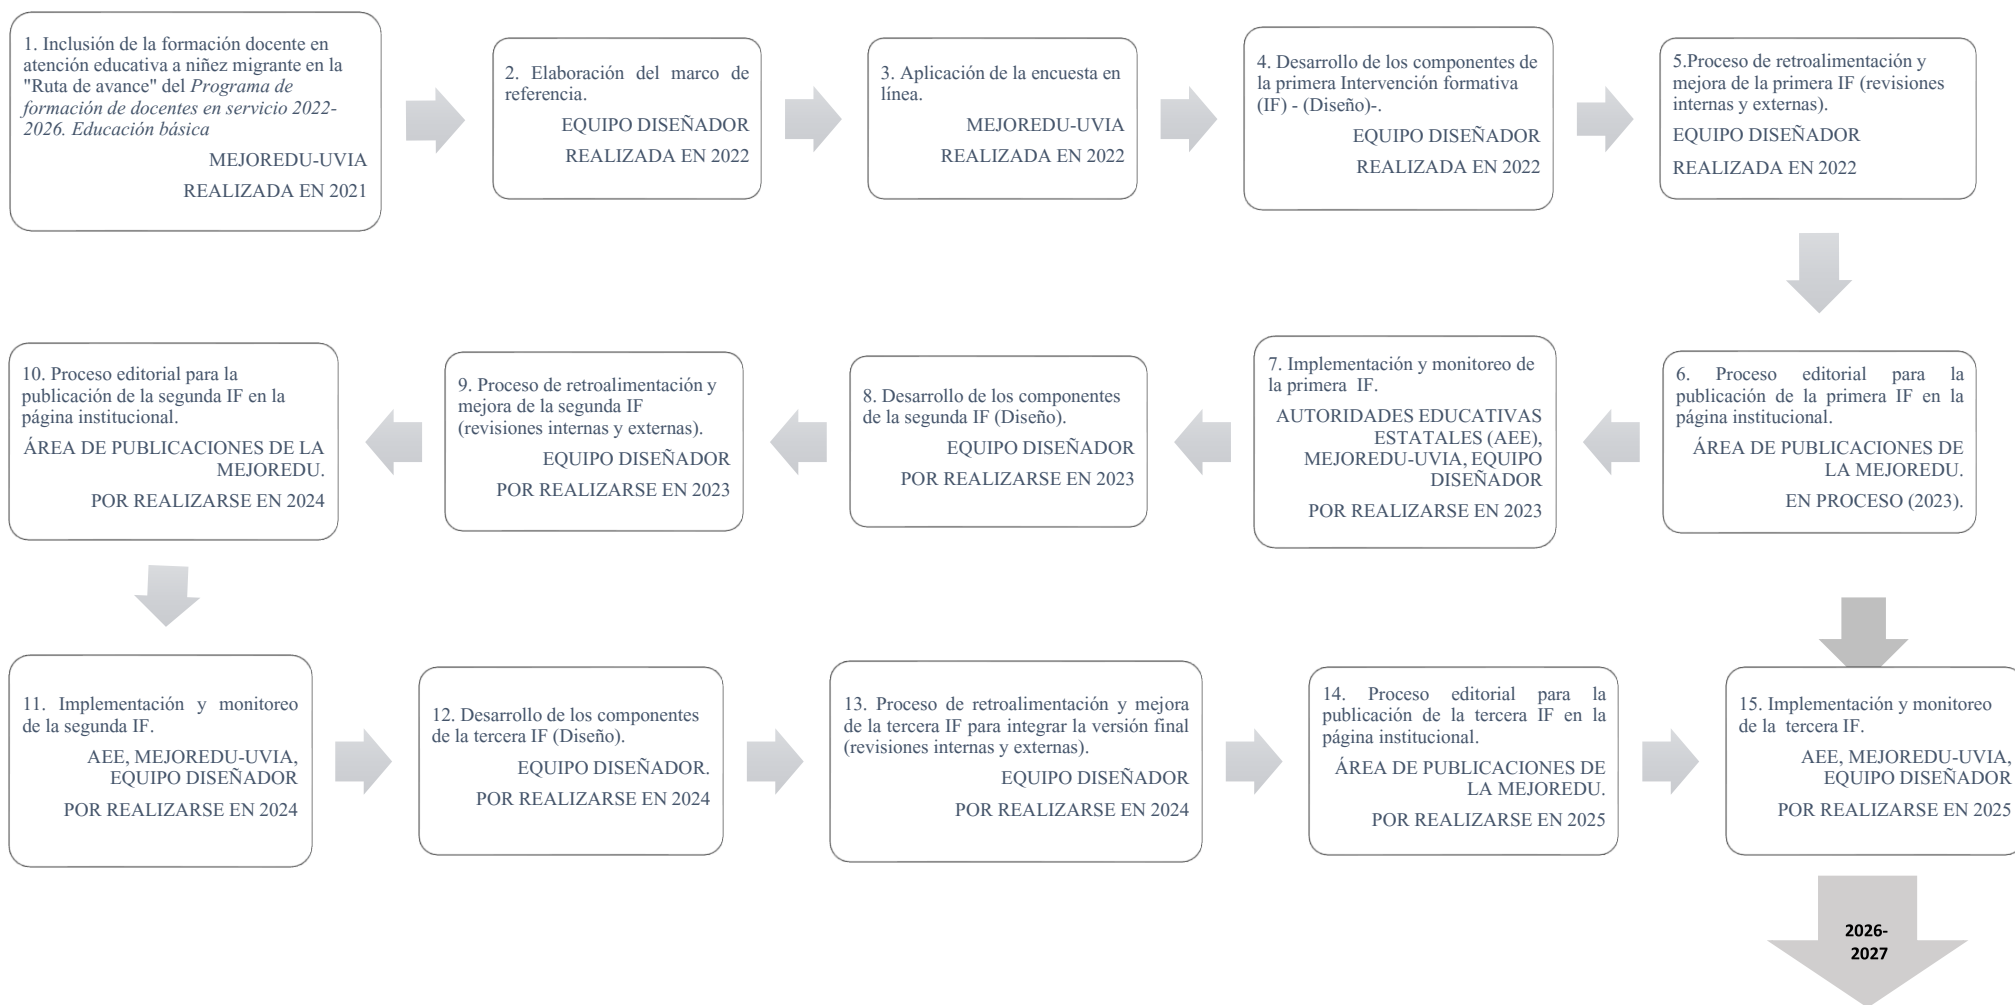 1. Inclusión de la formación docente en
atención educativa a niñez migrante en la
"Ruta de avance" del Programa de
formación de docentes en servicio 2022-
2026. Educación básica
MEJOREDU-UVIA
REALIZADA EN 2021
2. Elaboración del marco de
referencia.
EQUIPO DISEÑADOR
REALIZADA EN 2022
3. Aplicación de la encuesta en
línea.
MEJOREDU-UVIA
REALIZADA EN 2022
4. Desarrollo de los componentes de
la primera Intervención formativa
(IF) - (Diseño)-.
EQUIPO DISEÑADOR
REALIZADA EN 2022
5.Proceso de retroalimentación y
mejora de la primera IF (revisiones
internas y externas).
EQUIPO DISEÑADOR
REALIZADA EN 2022
6. Proceso editorial para la
publicación de la primera IF en la
página institucional.
ÁREA DE PUBLICACIONES DE
LA MEJOREDU.
EN PROCESO (2023).
7. Implementación y monitoreo de
la primera IF.
AUTORIDADES EDUCATIVAS
ESTATALES (AEE),
MEJOREDU-UVIA, EQUIPO
DISEÑADOR
POR REALIZARSE EN 2023
8. Desarrollo de los componentes
de la segunda IF (Diseño).
EQUIPO DISEÑADOR
POR REALIZARSE EN 2023
9. Proceso de retroalimentación y
mejora de la segunda IF
(revisiones internas y externas).
EQUIPO DISEÑADOR
POR REALIZARSE EN 2023
10. Proceso editorial para la
publicación de la segunda IF en la
página institucional.
ÁREA DE PUBLICACIONES DE LA
MEJOREDU.
POR REALIZARSE EN 2024
11. Implementación y monitoreo
de la segunda IF.
AEE, MEJOREDU-UVIA,
EQUIPO DISEÑADOR
POR REALIZARSE EN 2024
12. Desarrollo de los componentes
de la tercera IF (Diseño).
EQUIPO DISEÑADOR.
POR REALIZARSE EN 2024
13. Proceso de retroalimentación y mejora
de la tercera IF para integrar la versión final
(revisiones internas y externas).
EQUIPO DISEÑADOR
POR REALIZARSE EN 2024
14. Proceso editorial para la
publicación de la tercera IF en la
página institucional.
ÁREA DE PUBLICACIONES DE
LA MEJOREDU.
POR REALIZARSE EN 2025
15. Implementación y monitoreo
de la tercera IF.
AEE, MEJOREDU-UVIA,
EQUIPO DISEÑADOR
POR REALIZARSE EN 2025
2026-
2027